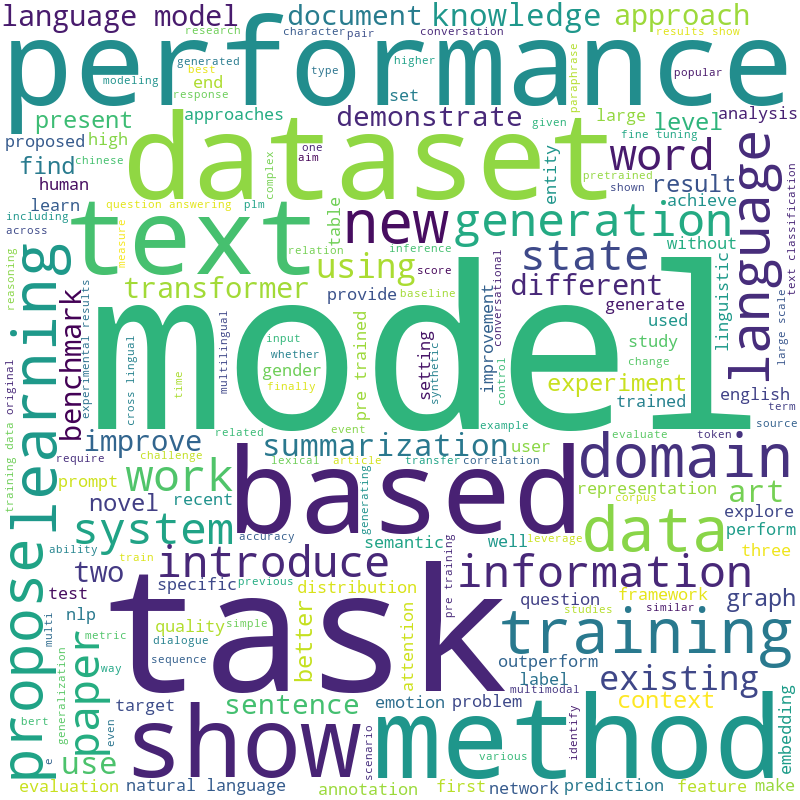 language model
document
knowledge
approach
research
character
pair
conversation
results show
performance
modeling
generated
best
end
response
type
set
higher
popular
paraphrase
present
approaches
demonstrate
large
level
analysis
proposed
high
dataset
given
fine tuning
find
chinese
one
aim
word
pretrained
human
complex
entity
shown
result
language
text classification
learn
question answering
plm
achieve
including
across
measure
text
table
new
generation
without
relation
inference
state
linguistic
reasoning
learning
using
score
conversational
transformer
provide
baseline
different
generate
used
large scale
experimental results
benchmark
cross lingual
multilingual
model
input
whether
gender
finally
time
pre trained
setting
synthetic
improvement
control
study
change
experiment
trained
english
term
training data
original
related
event
example
evaluate
token
source
improve
summarization
user
domain
require
challenge
lexical
article
transfer
correlation
work
based
generating
representation
art
prompt
corpus
novel
recent
explore
system
accuracy
data
perform
semantic
well
leverage
three
ability
train
introduce
two
information
pre training
propose
specific
previous
distribution
framework
test
task
question
similar
graph
nlp
studies
multi
metric
quality
simple
better
attention
training
dialogue
outperform
way
sequence
label
existing
paper
generalization
sentence
multimodal
target
emotion
problem
context
bert
even
show
method
identify
embedding
use
scenario
various
e
evaluation
natural language
annotation
first
network
prediction
feature
make